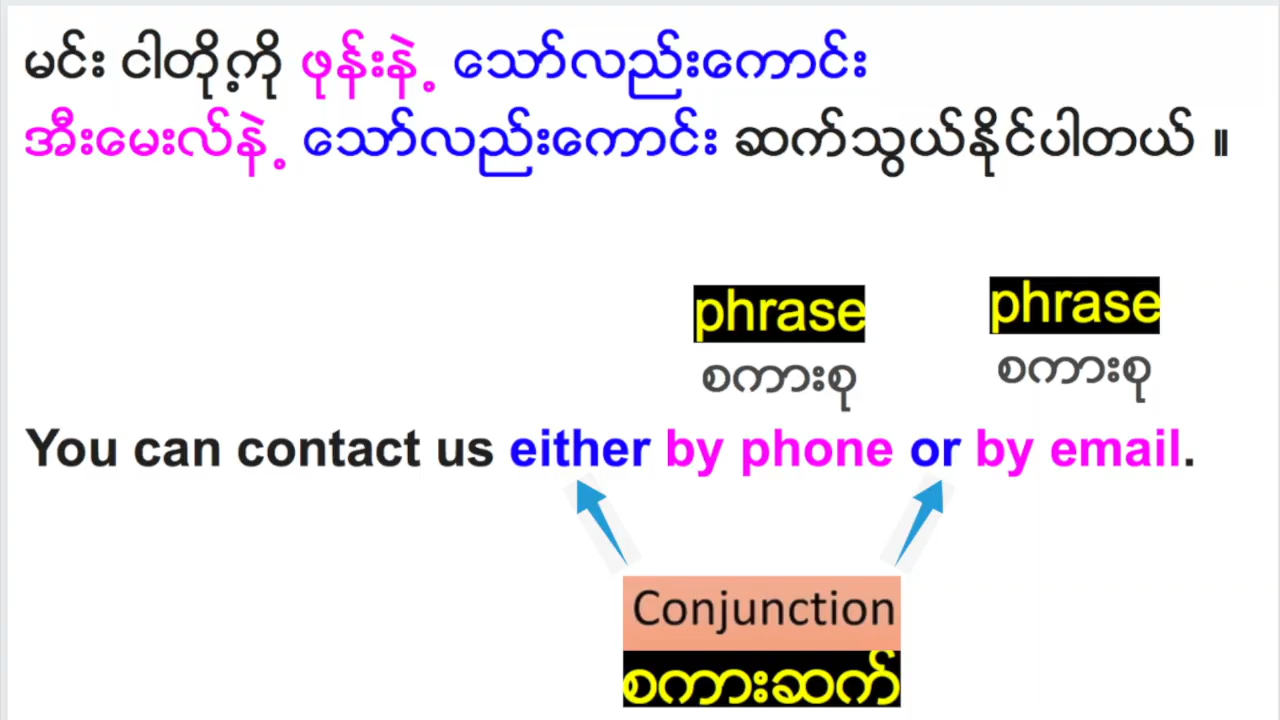 မင်း ငါတို့ကို ဖုန်းနဲ့ သော်လည်းကောင်း
အီးမေးလ်နဲ့ သော်လည်းကောင်း ဆက်သွယ်နိုင်ပါတယ် ။
phrase phrase
စကားစု စကားစု
You can contact us either by phone or by email.
Conjunction
စကားဆက်